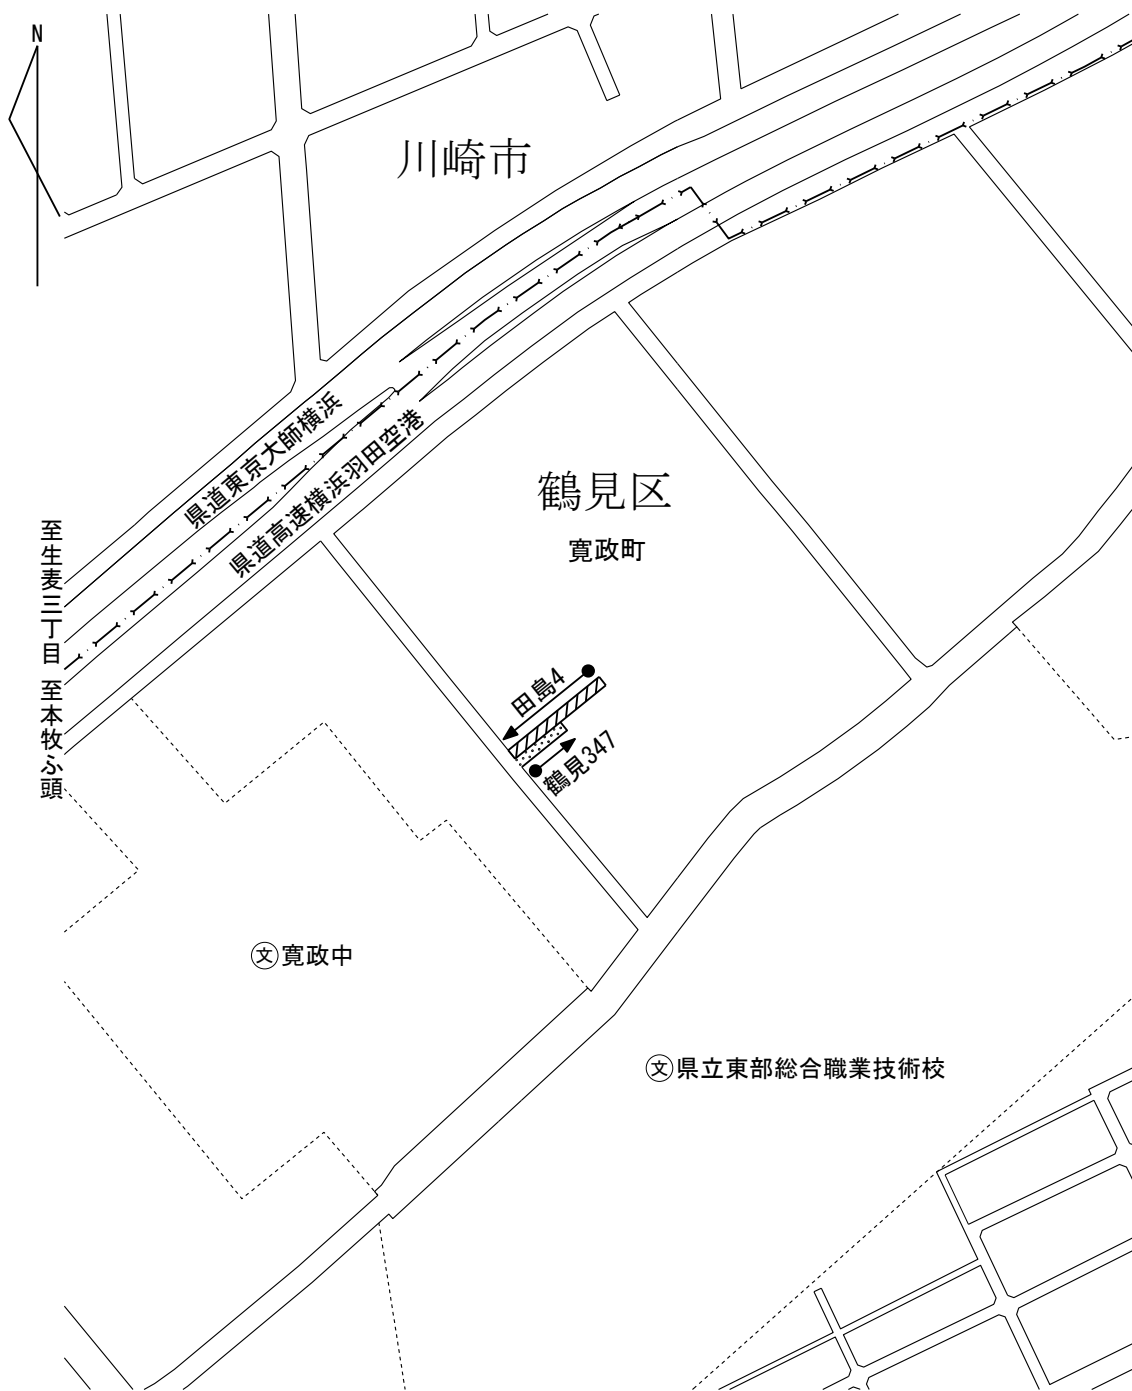 N
川崎市
県道東京大師横浜
県道高速横浜羽田空港
鶴見区
寛政町
至生麦三丁目
至本牧ふ頭
田島4
鶴見347
文寛政中
文県立東部総合職業技術校